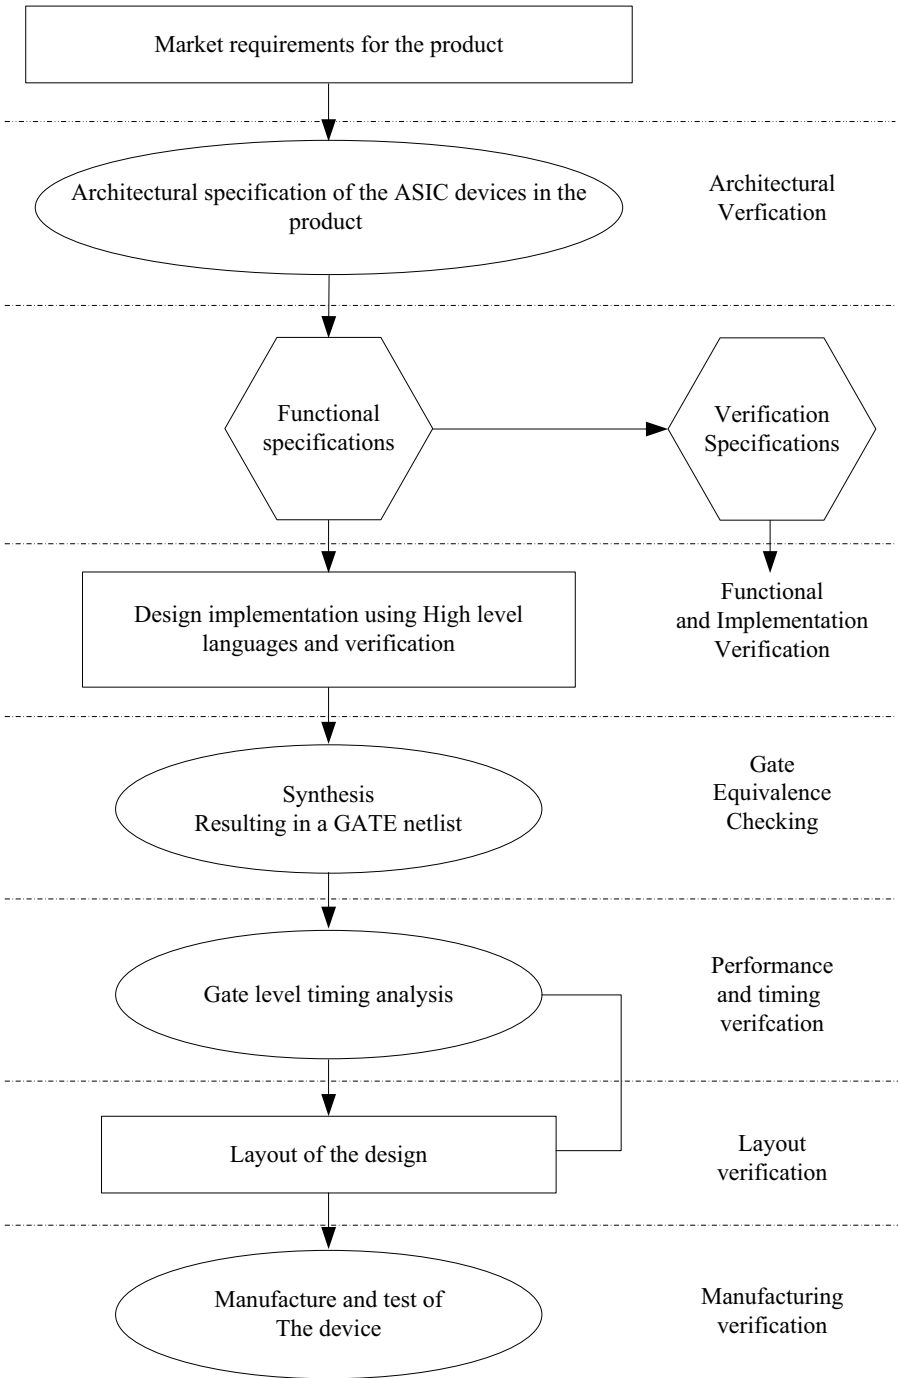 Market requirements for the product
Architectural specification of the ASIC devices in the
product
Architectural
Verfication
Functional
specifications
Verification
Specifications
Design implementation using High level
languages and verification
Functional
and Implementation
Verification
Synthesis
Resulting in a GATE netlist
Gate
Equivalence
Checking
Gate level timing analysis
Performance
and timing
verifcation
Layout of the design
Layout
verification
Manufacture and test of
The device
Manufacturing
verification